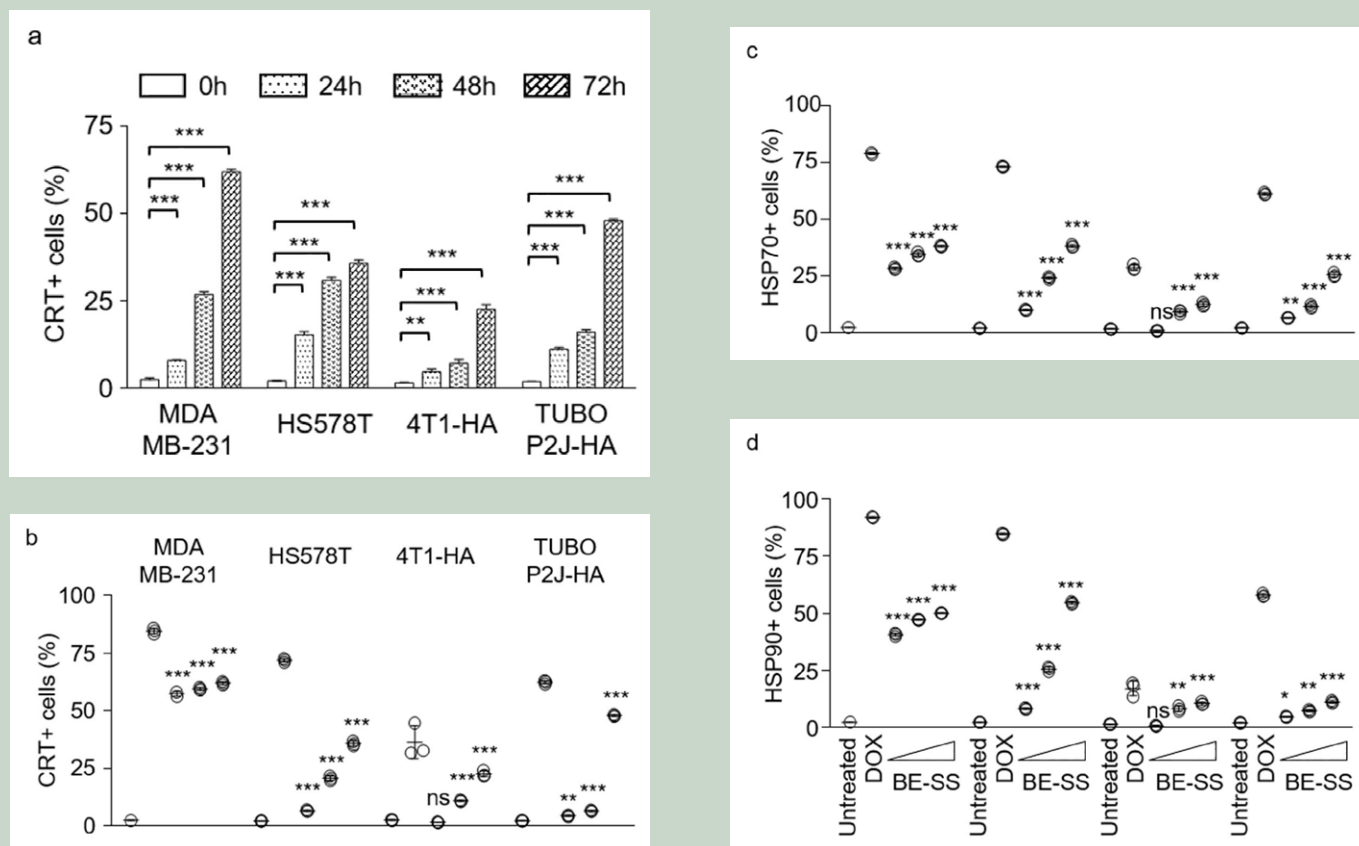 a
0h 24h 48h 72h
CRT+ cells (%)
75
50
25
0
***
***
***
***
***
***
***
***
**
***
***
***
MDA
MB-231
HS578T
4T1-HA
TUBO
P2J-HA
b
MDA
MB-231
HS578T
4T1-HA
TUBO
P2J-HA
CRT+ cells (%)
100
75
50
25
0
*** *** ***
*** *** ***
ns *** ***
** *** ***
c
HSP70+ cells (%)
100
75
50
25
0
*** *** ***
*** *** ***
ns *** ***
** *** ***
d
HSP90+ cells (%)
100
75
50
25
0
*** *** ***
*** *** ***
ns ** ***
* ** ***
Untreated DOX BE-SS Untreated DOX BE-SS Untreated DOX BE-SS Untreated DOX BE-SS